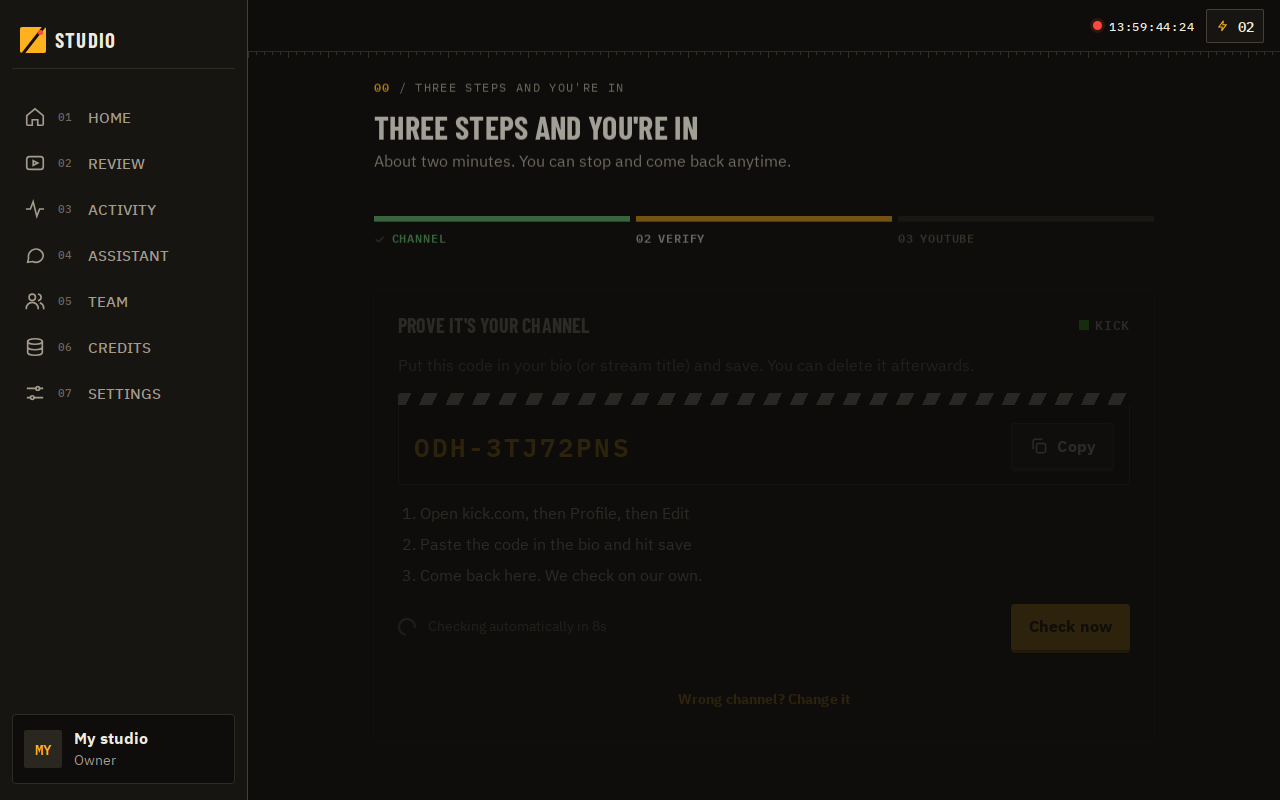 STUDIO
01 HOME
02 REVIEW
03 ACTIVITY
04 ASSISTANT
05 TEAM
06 CREDITS
07 SETTINGS
MY
My studio
Owner
13:59:44:24
02
00 / THREE STEPS AND YOU'RE IN
THREE STEPS AND YOU'RE IN
About two minutes. You can stop and come back anytime.
CHANNEL
02 VERIFY
03 YOUTUBE
PROVE IT'S YOUR CHANNEL
KICK
Put this code in your bio (or stream title) and save. You can delete it afterwards.
ODH-3TJ72PNS
Copy
1. Open kick.com, then Profile, then Edit
2. Paste the code in the bio and hit save
3. Come back here. We check on our own.
Checking automatically in 8s
Check now
Wrong channel? Change it